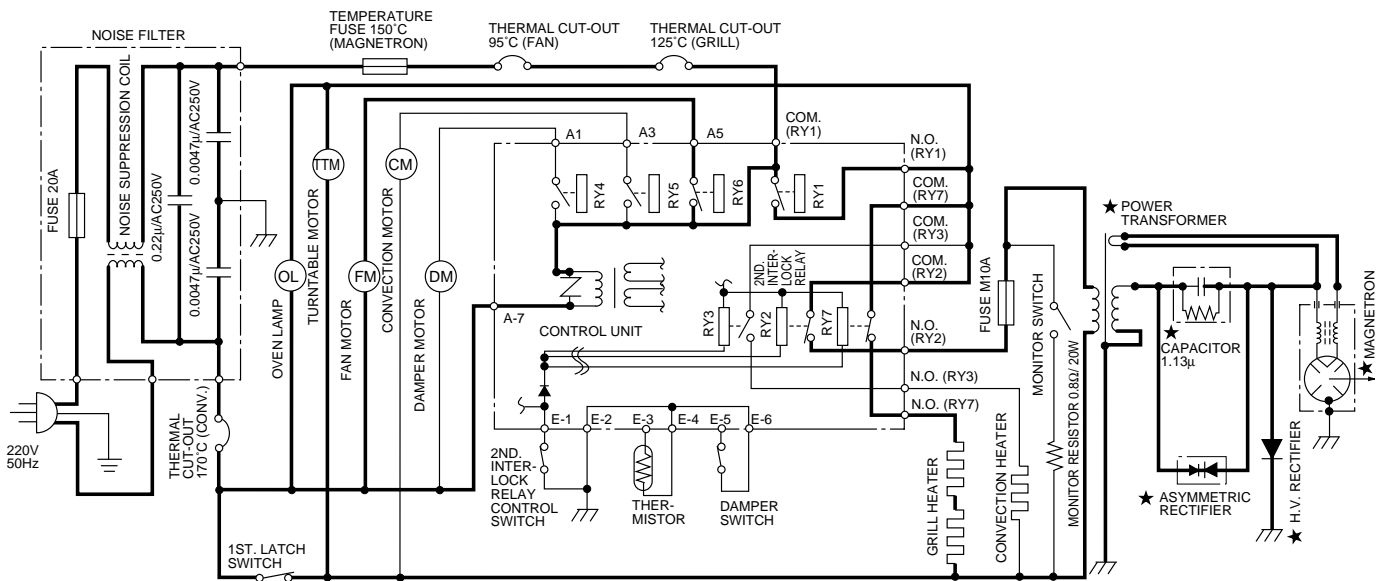 NOISE FILTER
FUSE 20A
NOISE SUPPRESSION COIL
0.22µ/AC250V
0.0047µ/AC250V
0.0047µ/AC250V
220V
50Hz
THERMAL
CUT-OUT
170˚C (CONV.)
TEMPERATURE
FUSE 150˚C
(MAGNETRON)
THERMAL CUT-OUT
95˚C (FAN)
THERMAL CUT-OUT
125˚C (GRILL)
OL
OVEN LAMP
TTM
TURNTABLE MOTOR
FM
FAN MOTOR
CM
CONVECTION MOTOR
DM
DAMPER MOTOR
1ST. LATCH
SWITCH
A1
A3
A5
COM.
(RY1)
RY4
RY5
RY6
RY1
A-7
CONTROL UNIT
N.O.
(RY1)
COM.
(RY7)
COM.
(RY3)
COM.
(RY2)
N.O.
(RY2)
N.O. (RY3)
N.O. (RY7)
2ND.
INTER-
LOCK
RELAY
RY3
RY2
RY7
E-1
E-2
E-3
E-4
E-5
E-6
2ND.
INTER-
LOCK
RELAY
CONTROL
SWITCH
THER-
MISTOR
DAMPER
SWITCH
GRILL HEATER
CONVECTION HEATER
FUSE M10A
MONITOR SWITCH
MONITOR RESISTOR 0.8Ω/ 20W
★ POWER
TRANSFORMER
★
CAPACITOR
1.13µ
★ ASYMMETRIC
RECTIFIER
★ H.V. RECTIFIER
★ MAGNETRON